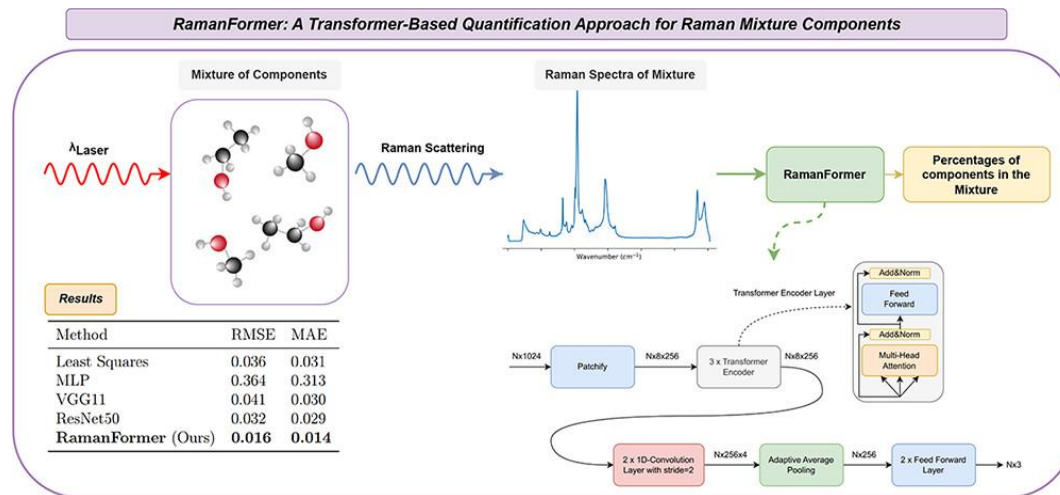 RamanFormer: A Transformer-Based Quantification Approach for Raman Mixture Components
Mixture of Components
Raman Spectra of Mixture
λLaser
Raman Scattering
RamanFormer
Percentages of
components in the
Mixture
Wavenumber (cm⁻¹)
Results
Method RMSE MAE
Least Squares 0.036 0.031
MLP 0.364 0.313
VGG11 0.041 0.030
ResNet50 0.032 0.029
RamanFormer (Ours) 0.016 0.014
Transformer Encoder Layer
Add&Norm
Feed
Forward
Add&Norm
Multi-Head
Attention
Nx1024
Patchify
Nx8x256
3 x Transformer
Encoder
Nx8x256
2 x 1D-Convolution
Layer with stride=2
Nx256x4
Adaptive Average
Pooling
Nx256
2 x Feed Forward
Layer
Nx3